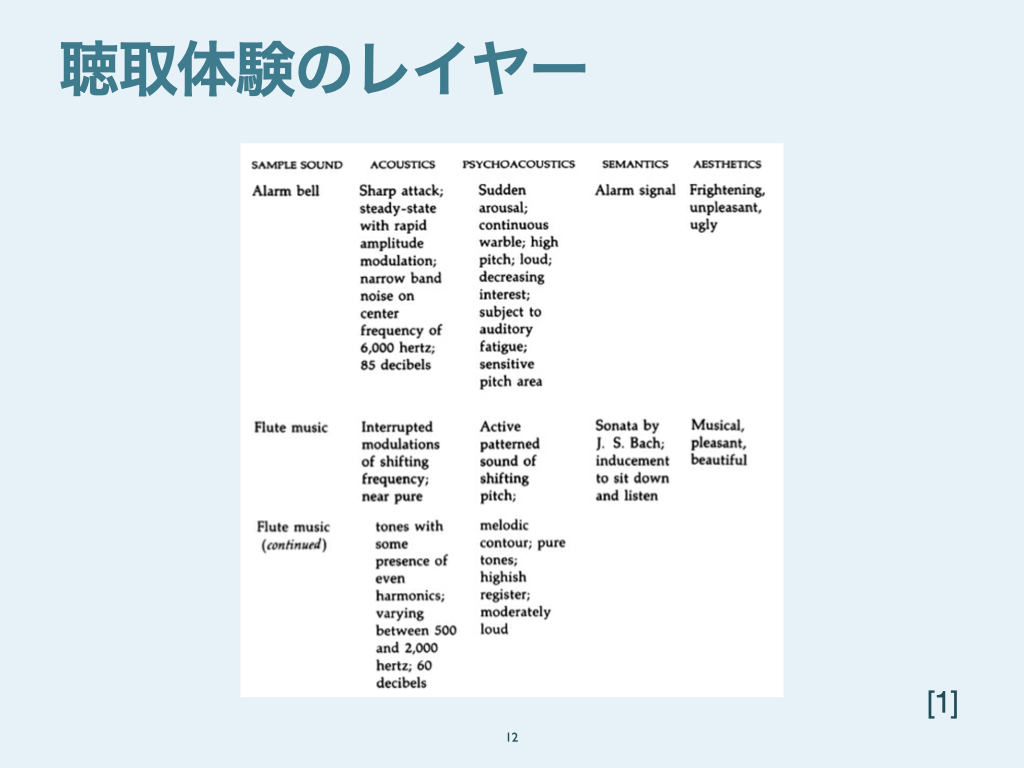 聴取体験のレイヤー
SAMPLE SOUND ACOUSTICS PSYCHOACOUSTICS SEMANTICS AESTHETICS
Alarm bell Sharp attack; Sudden Alarm signal Frightening,
steady-state arousal; unpleasant,
with rapid continuous ugly
amplitude warble; high
modulation; pitch; loud;
narrow band decreasing
noise on interest;
center subject to
frequency of auditory
6,000 hertz; fatigue;
85 decibels sensitive
pitch area
Flute music Interrupted Active Sonata by Musical,
modulations patterned J. S. Bach; pleasant,
of shifting sound of inducement beautiful
frequency; shifting to sit down
near pure pitch; and listen
Flute music tones with melodic
(continued) some contour; pure
presence of tones;
even highish
harmonics; register;
varying moderately
between 500 loud
and 2,000
hertz; 60
decibels
[1]
12